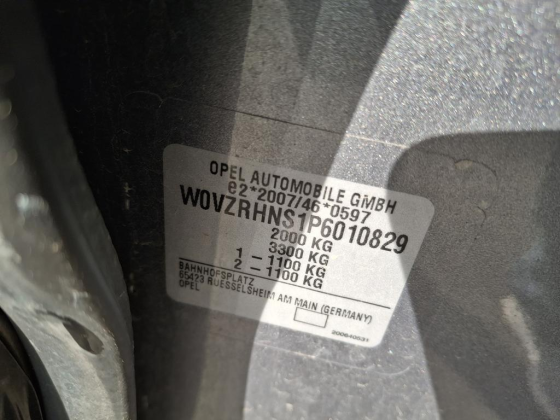 OPEL AUTOMOBILE GMBH
e2*2007/46*0597
W0VZRHNS1P6010829
2000 KG
3300 KG
1 – 1100 KG
2 – 1100 KG
BAHNHOFSPLATZ
65423 RUESSELSHEIM AM MAIN (GERMANY)
OPEL